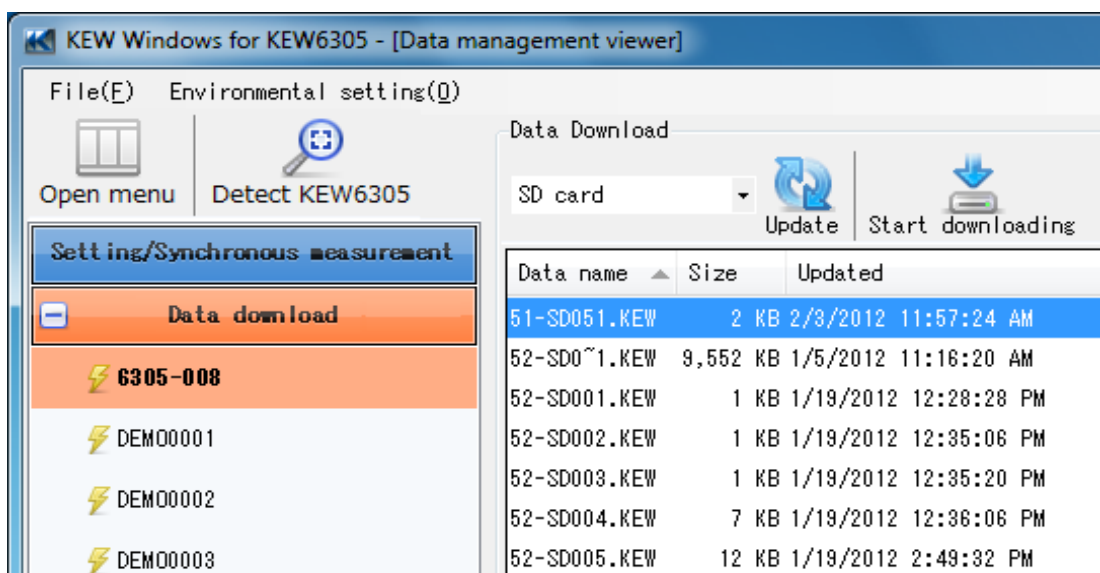 KEW Windows for KEW6305 - [Data management viewer]
File(F) Environmental setting(O)
Open menu
Detect KEW6305
Setting/Synchronous measurement
Data download
6305-008
DEMO0001
DEMO0002
DEMO0003
Data Download
SD card
Update
Start downloading
Data name Size Updated
51-SD051.KEW 2 KB 2/3/2012 11:57:24 AM
52-SD0~1.KEW 9,552 KB 1/5/2012 11:16:20 AM
52-SD001.KEW 1 KB 1/19/2012 12:28:28 PM
52-SD002.KEW 1 KB 1/19/2012 12:35:06 PM
52-SD003.KEW 1 KB 1/19/2012 12:35:20 PM
52-SD004.KEW 7 KB 1/19/2012 12:36:06 PM
52-SD005.KEW 12 KB 1/19/2012 2:49:32 PM